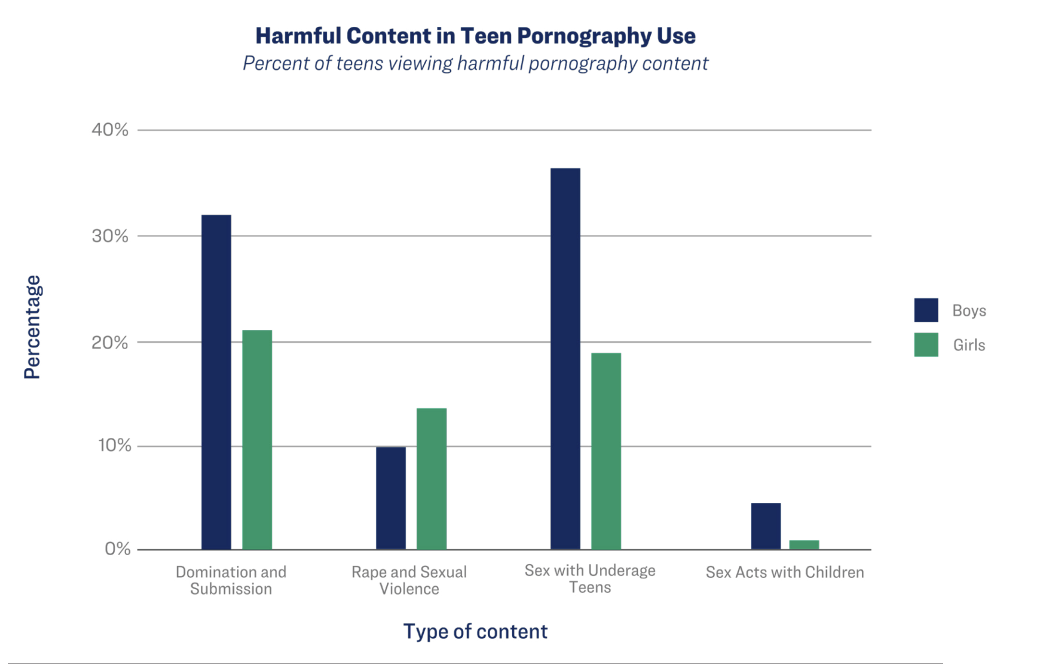 Harmful Content in Teen Pornography Use
Percent of teens viewing harmful pornography content
40%
30%
20%
10%
0%
Percentage
Domination and
Submission
Rape and Sexual
Violence
Sex with Underage
Teens
Sex Acts with Children
Type of content
Boys
Girls